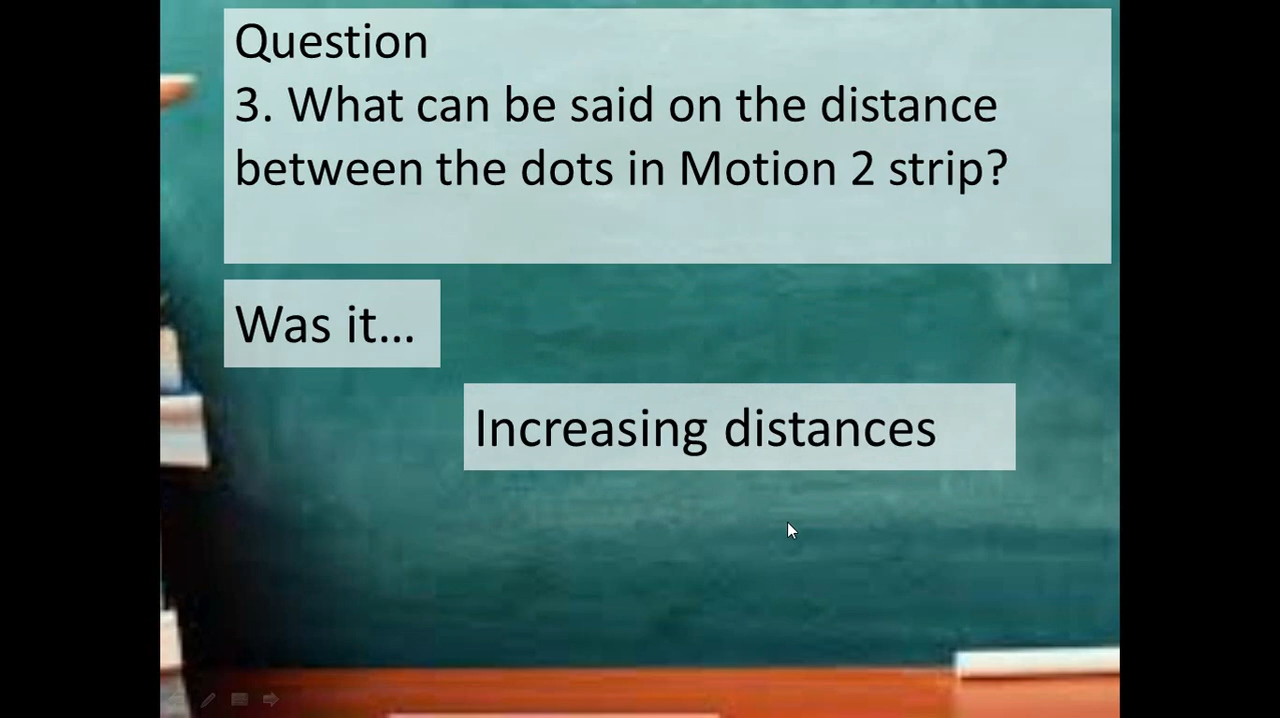 Question
3. What can be said on the distance
between the dots in Motion 2 strip?
Was it...
Increasing distances